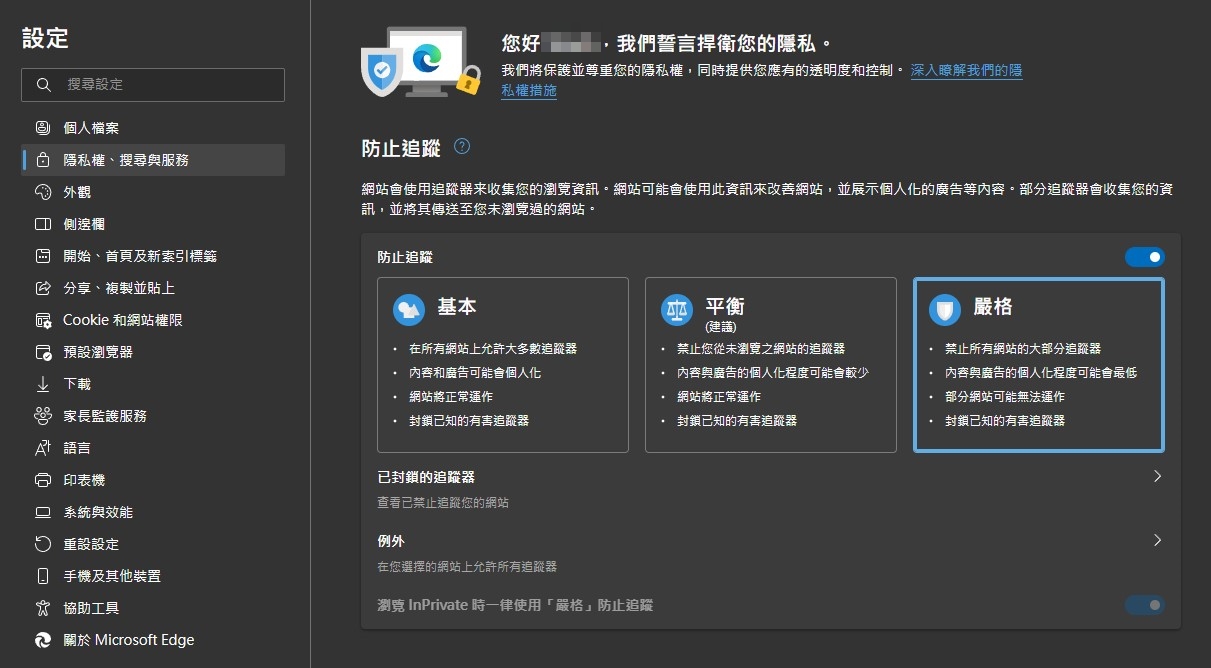 設定
搜尋設定
個人檔案
隱私權、搜尋與服務
外觀
側邊欄
開始、首頁及新索引標籤
分享、複製並貼上
Cookie 和網站權限
預設瀏覽器
下載
家長監護服務
語言
印表機
系統與效能
重設設定
手機及其他裝置
協助工具
關於 Microsoft Edge
您好，我們誓言捍衛您的隱私。
我們將保護並尊重您的隱私權，同時提供您應有的透明度和控制。 深入瞭解我們的隱
私權措施
防止追蹤
網站會使用追蹤器來收集您的瀏覽資訊。網站可能會使用此資訊來改善網站，並展示個人化的廣告等內容。部分追蹤器會收集您的資
訊，並將其傳送至您未瀏覽過的網站。
防止追蹤
基本
• 在所有網站上允許大多數追蹤器
• 內容和廣告可能會個人化
• 網站將正常運作
• 封鎖已知的有害追蹤器
平衡
(建議)
• 禁止您從未瀏覽之網站的追蹤器
• 內容與廣告的個人化程度可能會較少
• 網站將正常運作
• 封鎖已知的有害追蹤器
嚴格
• 禁止所有網站的大部分追蹤器
• 內容與廣告的個人化程度可能會最低
• 部分網站可能無法運作
• 封鎖已知的有害追蹤器
已封鎖的追蹤器
查看已禁止追蹤您的網站
例外
在您選擇的網站上允許所有追蹤器
瀏覽 InPrivate 時一律使用「嚴格」防止追蹤